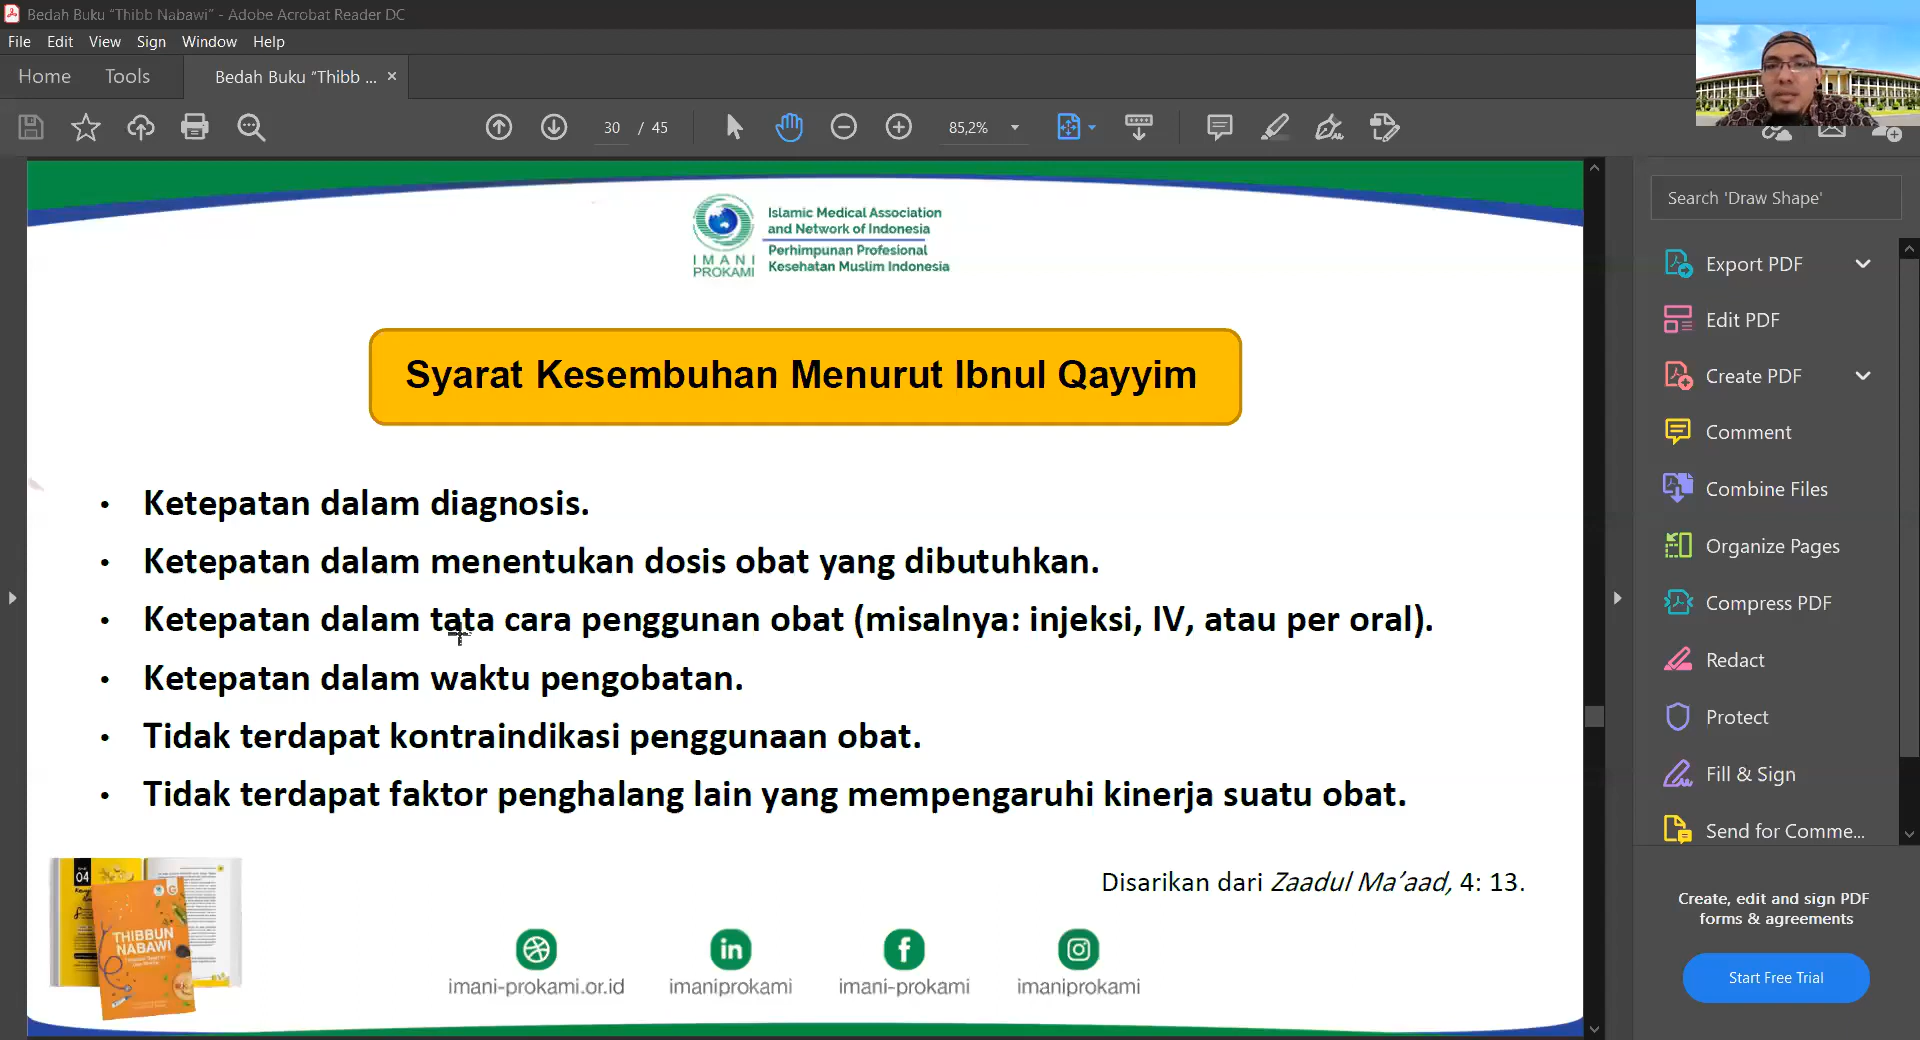 Bedah Buku “Thibb Nabawi” - Adobe Acrobat Reader DC
File Edit View Sign Window Help
Home Tools Bedah Buku “Thibb ... ×
30 / 45 85,2%
Search 'Draw Shape'
Export PDF
Edit PDF
Create PDF
Comment
Combine Files
Organize Pages
Compress PDF
Redact
Protect
Fill & Sign
Send for Comme...
Create, edit and sign PDF
forms & agreements
Start Free Trial
IMANI
PROKAMI
Islamic Medical Association
and Network of Indonesia
Perhimpunan Profesional
Kesehatan Muslim Indonesia
Syarat Kesembuhan Menurut Ibnul Qayyim
• Ketepatan dalam diagnosis.
• Ketepatan dalam menentukan dosis obat yang dibutuhkan.
• Ketepatan dalam tata cara penggunan obat (misalnya: injeksi, IV, atau per oral).
• Ketepatan dalam waktu pengobatan.
• Tidak terdapat kontraindikasi penggunaan obat.
• Tidak terdapat faktor penghalang lain yang mempengaruhi kinerja suatu obat.
Disarikan dari Zaadul Ma’aad, 4: 13.
04
THIBBUN
NABAWI
imani-prokami.or.id
imaniprokami
imani-prokami
imaniprokami